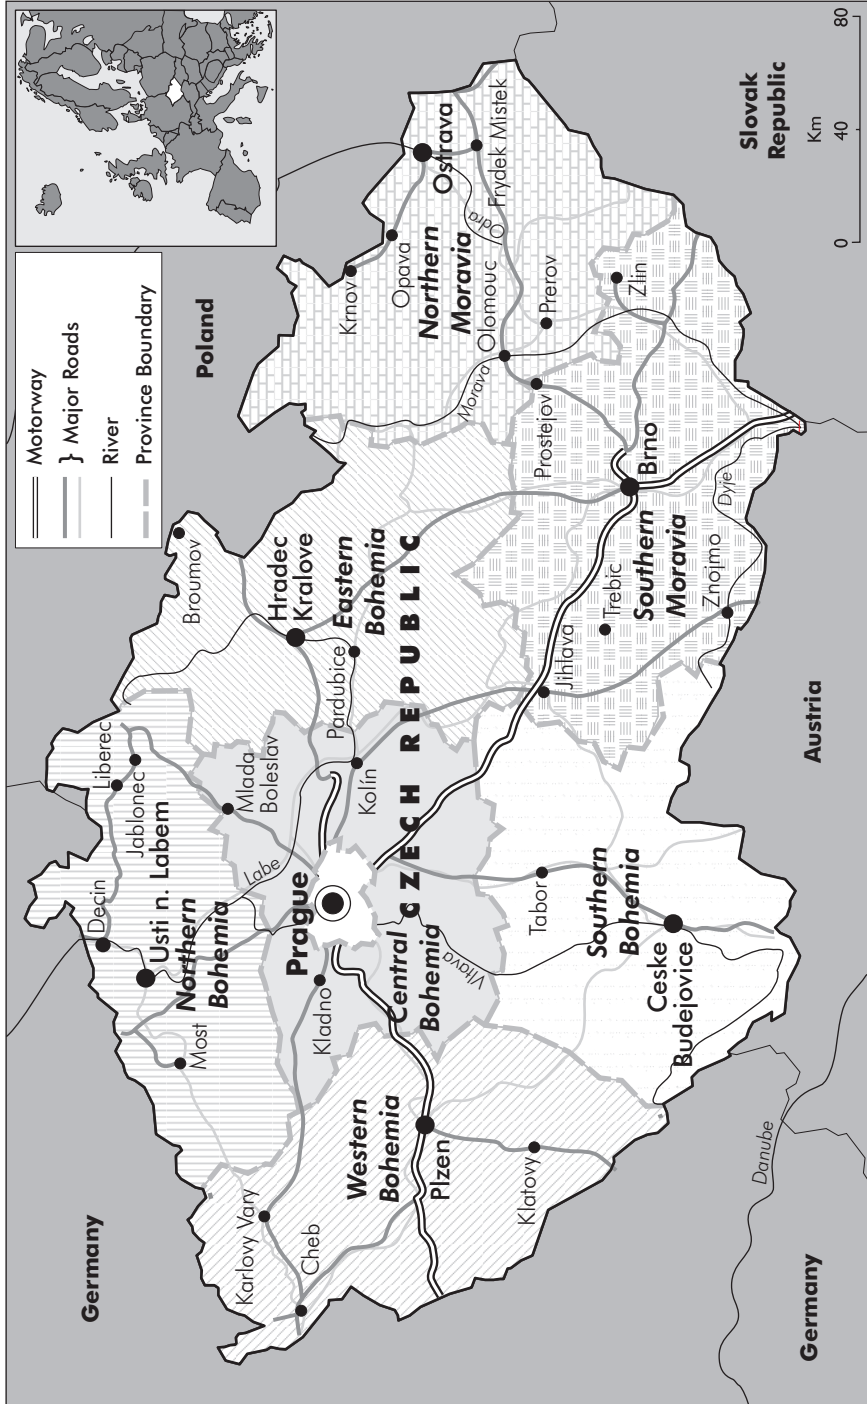 Motorway
} Major Roads
River
Province Boundary
Germany
Poland
Slovak
Republic
Km
0 40 80
Austria
Germany
Danube
CZECH REPUBLIC
Prague
Northern
Bohemia
Usti n. Labem
Decin
Most
Liberec
Jablonec
Western
Bohemia
Karlovy Vary
Cheb
Plzen
Klatovy
Central
Bohemia
Kladno
Mlada
Boleslav
Kolín
Labe
Vltava
Southern
Bohemia
Tabor
Ceske
Budejovice
Eastern
Bohemia
Hradec
Kralove
Broumov
Pardubice
Southern
Moravia
Jihlava
Trebic
Znojmo
Brno
Dyje
Prostejov
Zlin
Northern
Moravia
Krnov
Opava
Ostrava
Frydek Mistek
Odra
Olomouc
Morava
Prerov